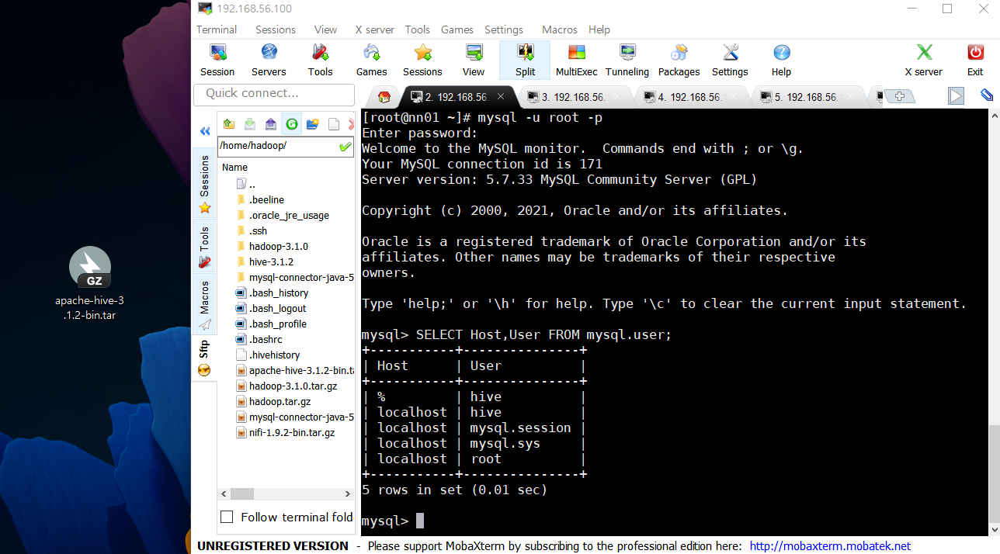 192.168.56.100
Terminal Sessions View X server Tools Games Settings Macros Help
Session Servers Tools Games Sessions View Split MultiExec Tunneling Packages Settings Help X server Exit
Quick connect...
2. 192.168.56. 3. 192.168.56. 4. 192.168.56. 5. 192.168.56.
Sessions
Tools
Macros
Sftp
/home/hadoop/
Name
..
.beeline
.oracle_jre_usage
.ssh
hadoop-3.1.0
hive-3.1.2
mysql-connector-java-5
.bash_history
.bash_logout
.bash_profile
.bashrc
.hivehistory
apache-hive-3.1.2-bin.ta
hadoop-3.1.0.tar.gz
hadoop.tar.gz
mysql-connector-java-5
nifi-1.9.2-bin.tar.gz
Follow terminal fold
GZ
apache-hive-3
.1.2-bin.tar
[root@nn01 ~]# mysql -u root -p
Enter password:
Welcome to the MySQL monitor.  Commands end with ; or \g.
Your MySQL connection id is 171
Server version: 5.7.33 MySQL Community Server (GPL)
Copyright (c) 2000, 2021, Oracle and/or its affiliates.
Oracle is a registered trademark of Oracle Corporation and/or its
affiliates. Other names may be trademarks of their respective
owners.
Type 'help;' or '\h' for help. Type '\c' to clear the current input statement.
mysql> SELECT Host,User FROM mysql.user;
+-----------+---------------+
| Host      | User          |
+-----------+---------------+
| %         | hive          |
| localhost | hive          |
| localhost | mysql.session |
| localhost | mysql.sys     |
| localhost | root          |
+-----------+---------------+
5 rows in set (0.01 sec)
mysql>
UNREGISTERED VERSION - Please support MobaXterm by subscribing to the professional edition here: http://mobaxterm.mobatek.net